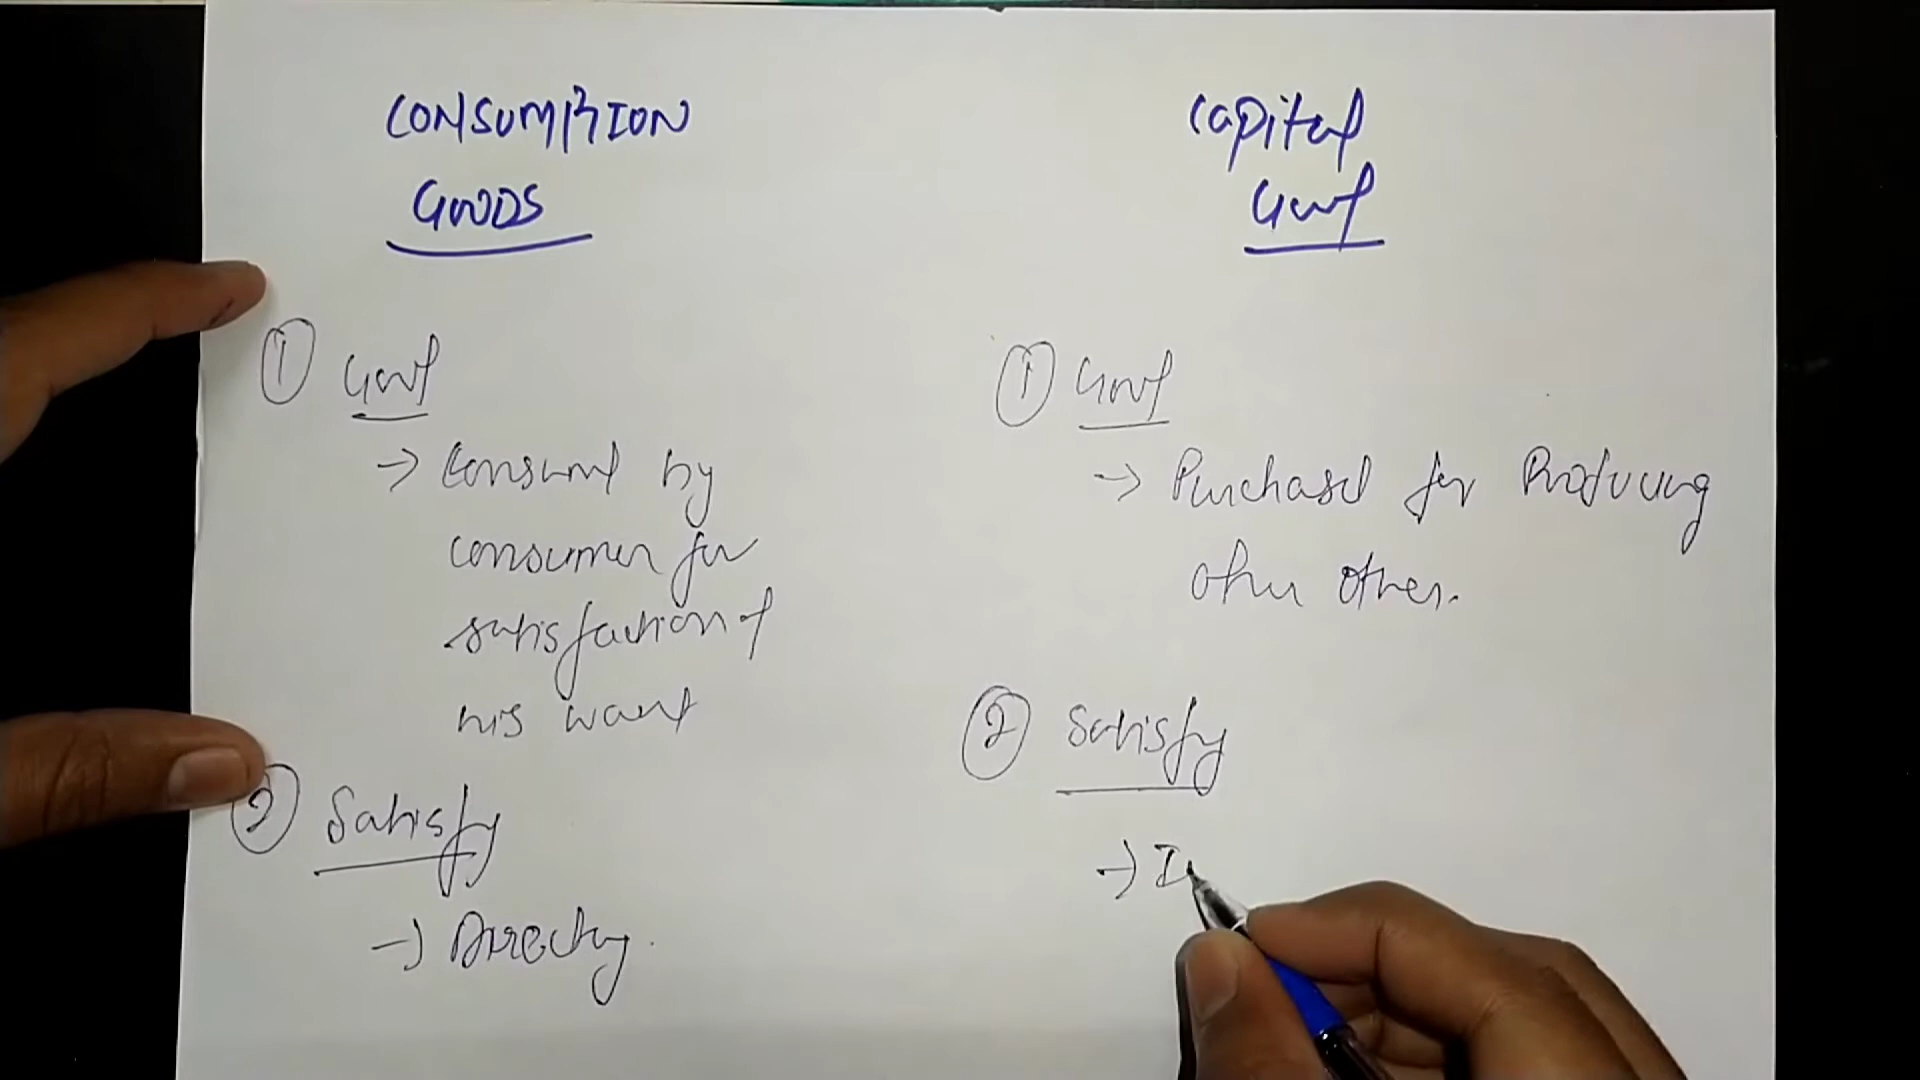 CONSUMPTION
GOODS
① Good
→ Consumed by
consumer for
satisfaction of
his want
② Satisfy
→ Directly.
Capital
Good
① Good
→ Purchased for Producing
other other.
② Satisfy
→ In